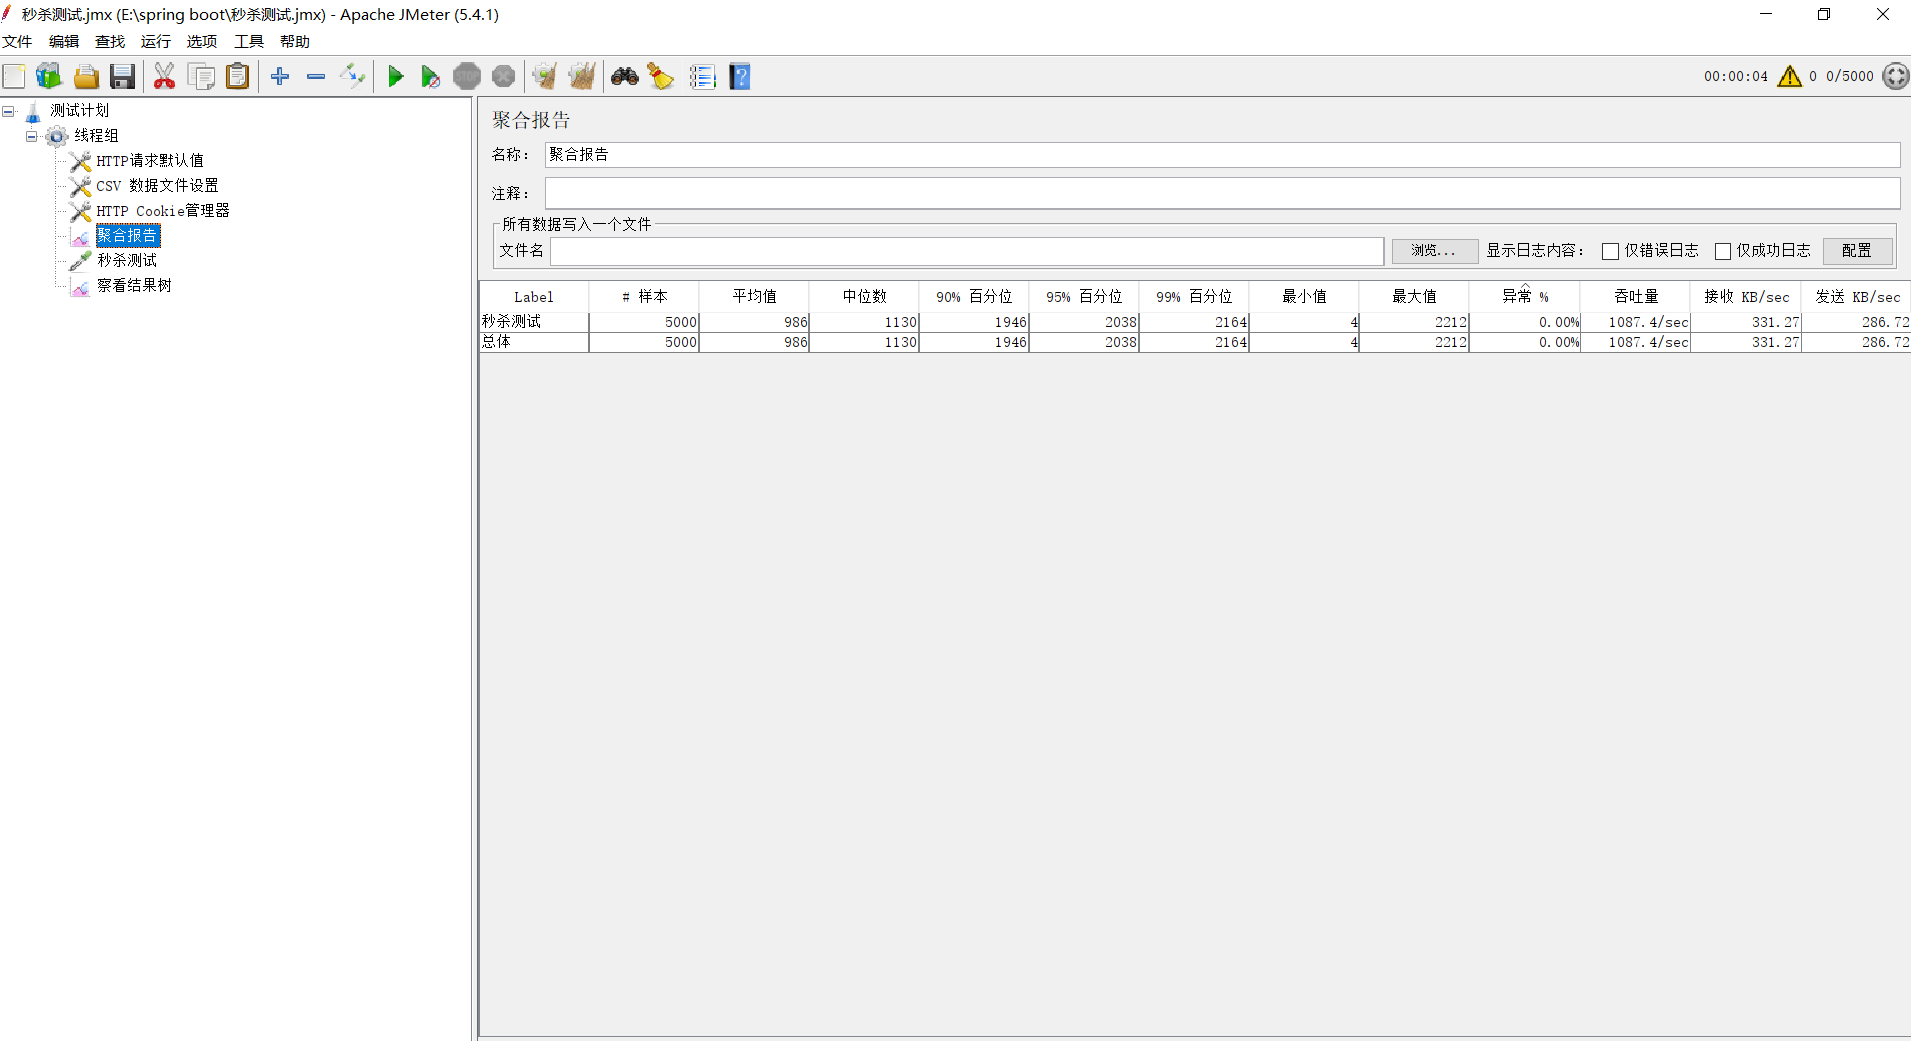 秒杀测试.jmx (E:\spring boot\秒杀测试.jmx) - Apache JMeter (5.4.1)
文件 编辑 查找 运行 选项 工具 帮助
STOP
00:00:04 0 0/5000
测试计划
线程组
HTTP请求默认值
CSV 数据文件设置
HTTP Cookie管理器
聚合报告
秒杀测试
察看结果树
聚合报告
名称： 聚合报告
注释：
所有数据写入一个文件
文件名 浏览... 显示日志内容： 仅错误日志 仅成功日志 配置
Label # 样本 平均值 中位数 90% 百分位 95% 百分位 99% 百分位 最小值 最大值 异常 % 吞吐量 接收 KB/sec 发送 KB/sec
秒杀测试 5000 986 1130 1946 2038 2164 4 2212 0.00% 1087.4/sec 331.27 286.72
总体 5000 986 1130 1946 2038 2164 4 2212 0.00% 1087.4/sec 331.27 286.72